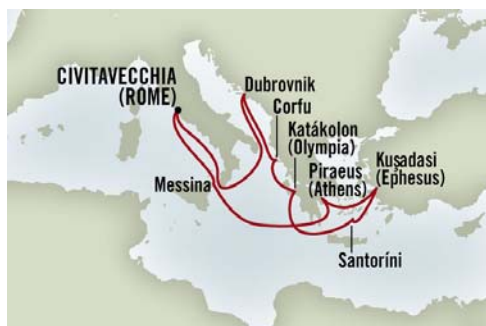 CIVITAVECCHIA
(ROME)
Dubrovnik
Corfu
Katákolon
(Olympia)
Piraeus
(Athens)
Kuşadasi
(Ephesus)
Messina
Santoríni